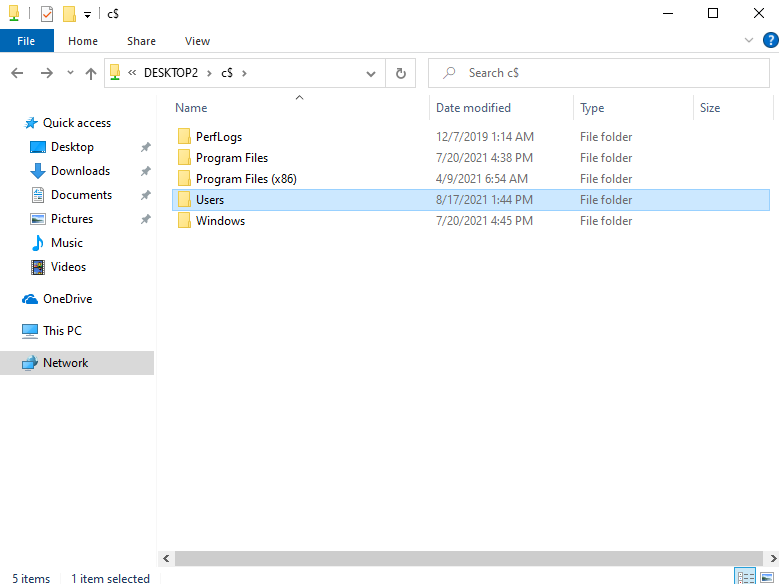 c$
File Home Share View
« DESKTOP2 > c$ > Search c$
Name Date modified Type Size
Quick access
Desktop
Downloads
Documents
Pictures
Music
Videos
OneDrive
This PC
Network
PerfLogs 12/7/2019 1:14 AM File folder
Program Files 7/20/2021 4:38 PM File folder
Program Files (x86) 4/9/2021 6:54 AM File folder
Users 8/17/2021 1:44 PM File folder
Windows 7/20/2021 4:45 PM File folder
5 items 1 item selected